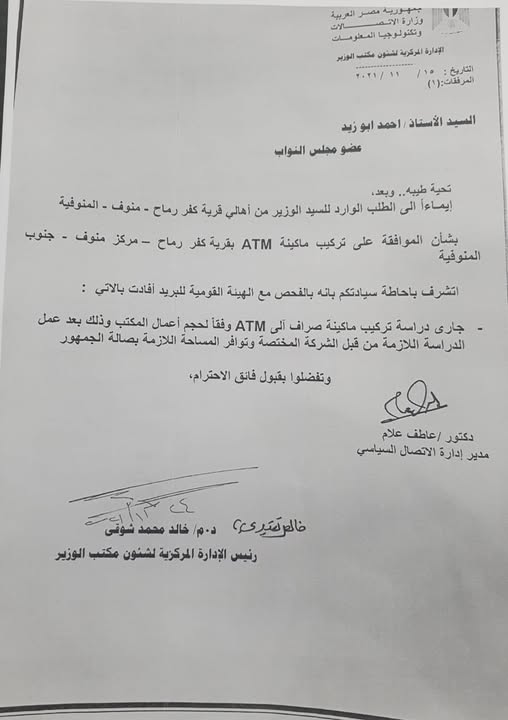 جمهورية مصر العربية
وزارة الاتصالات
وتكنولوجيا المعلومات
الإدارة المركزية لشئون مكتب الوزير
التاريخ : ١٥ / ١١ / ٢٠٢١
المرفقات:(١)
السيد الأستاذ/ احمد ابو زيد
عضو مجلس النواب
تحية طيبه.. وبعد،
إيماءاً الى الطلب الوارد للسيد الوزير من أهالي قرية كفر رماح - منوف - المنوفية
بشأن الموافقة على تركيب ماكينة ATM بقرية كفر رماح – مركز منوف - جنوب
المنوفية
اتشرف باحاطة سيادتكم بانه بالفحص مع الهيئة القومية للبريد أفادت بالاتي :
- جارى دراسة تركيب ماكينة صراف آلى ATM وفقاً لحجم أعمال المكتب وذلك بعد عمل
الدراسة اللازمة من قبل الشركة المختصة وتوافر المساحة اللازمة بصالة الجمهور
وتفضلوا بقبول فائق الاحترام،
دكتور /عاطف علام
مدير إدارة الاتصال السياسي
خالص تقديري
د.م/ خالد محمد شوقى
رئيس الإدارة المركزية لشئون مكتب الوزير